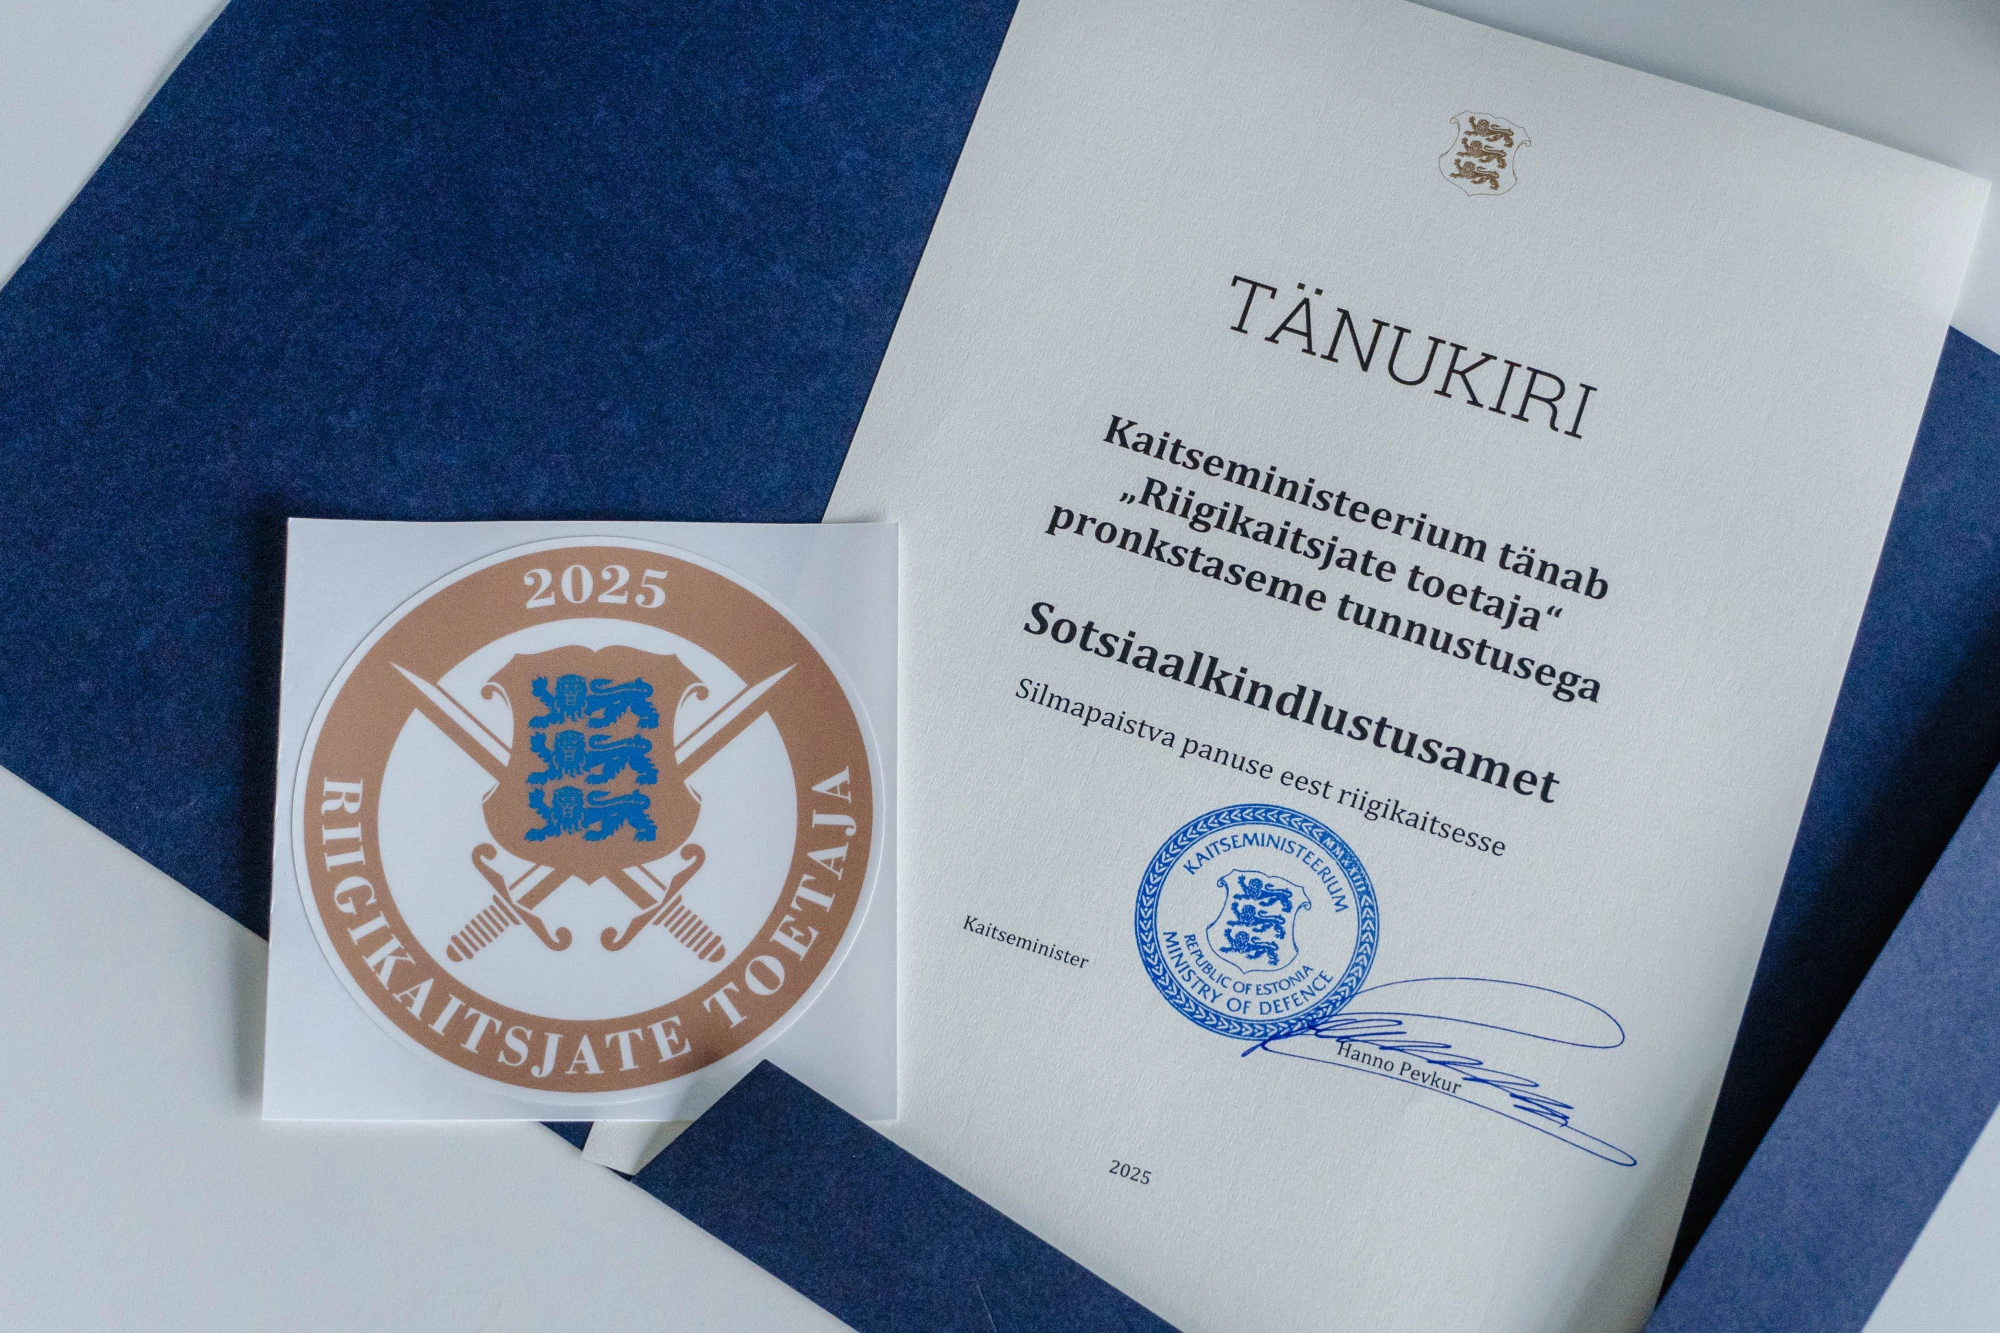 2025
RIIGIKAITSJATE TOETAJA
TÄNUKIRI
Kaitseministeerium tänab
„Riigikaitsjate toetaja“
pronkstaseme tunnustusega
Sotsiaalkindlustusamet
Silmapaistva panuse eest riigikaitsesse
KAITSEMINISTEERIUM
REPUBLIC OF ESTONIA
MINISTRY OF DEFENCE
Kaitseminister
Hanno Pevkur
2025